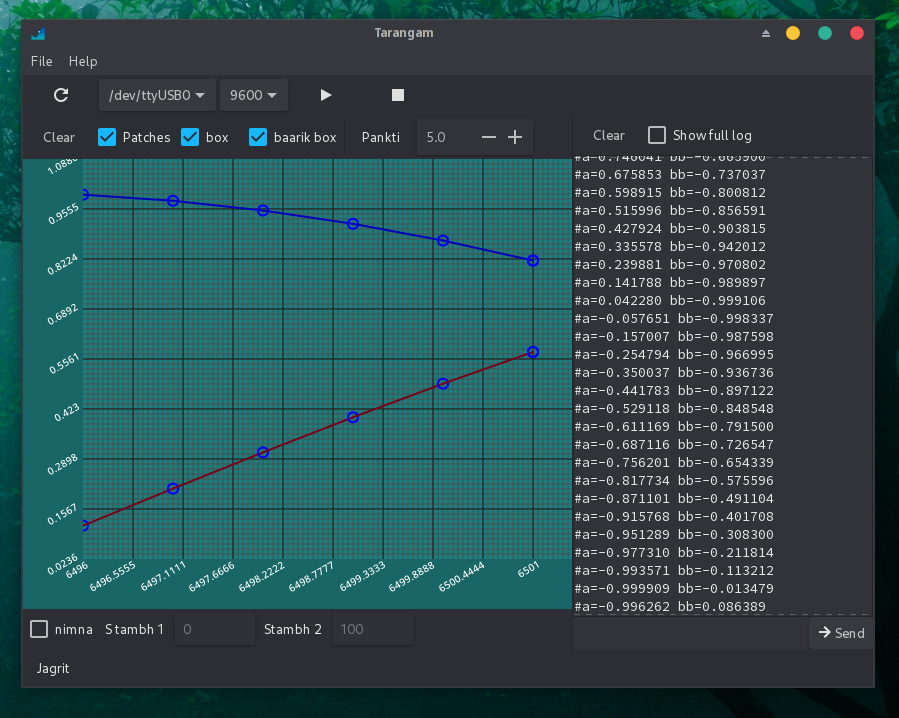 Tarangam
File Help
/dev/ttyUSB0 9600
Clear Patches box baarik box Pankti 5.0
Clear Show full log
1.0886
0.9555
0.8224
0.6892
0.5561
0.423
0.2898
0.1567
0.0236
6496 6496.5555 6497.1111 6497.6666 6498.2222 6498.7777 6499.3333 6499.8888 6500.4444 6501
#a=0.746041 bb=-0.665900
#a=0.675853 bb=-0.737037
#a=0.598915 bb=-0.800812
#a=0.515996 bb=-0.856591
#a=0.427924 bb=-0.903815
#a=0.335578 bb=-0.942012
#a=0.239881 bb=-0.970802
#a=0.141788 bb=-0.989897
#a=0.042280 bb=-0.999106
#a=-0.057651 bb=-0.998337
#a=-0.157007 bb=-0.987598
#a=-0.254794 bb=-0.966995
#a=-0.350037 bb=-0.936736
#a=-0.441783 bb=-0.897122
#a=-0.529118 bb=-0.848548
#a=-0.611169 bb=-0.791500
#a=-0.687116 bb=-0.726547
#a=-0.756201 bb=-0.654339
#a=-0.817734 bb=-0.575596
#a=-0.871101 bb=-0.491104
#a=-0.915768 bb=-0.401708
#a=-0.951289 bb=-0.308300
#a=-0.977310 bb=-0.211814
#a=-0.993571 bb=-0.113212
#a=-0.999909 bb=-0.013479
#a=-0.996262 bb=0.086389
nimna Stambh 1 0 Stambh 2 100
Send
Jagrit